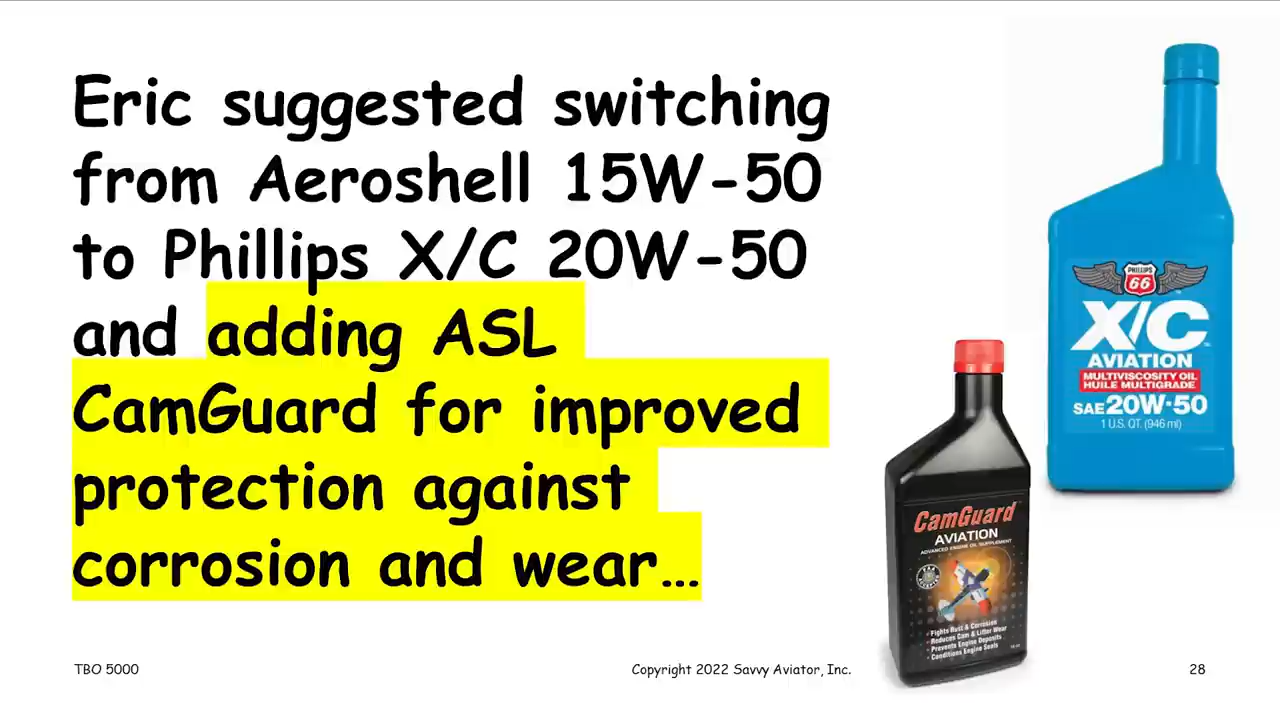 Eric suggested switching
from Aeroshell 15W-50
to Phillips X/C 20W-50
and adding ASL
CamGuard for improved
protection against
corrosion and wear...
PHILLIPS
66
X/C
AVIATION
MULTIVISCOSITY OIL
HUILE MULTIGRADE
SAE 20W-50
1 U.S. QT. (946 ml)
CamGuard
AVIATION
ADVANCED ENGINE OIL SUPPLEMENT
Fights Rust & Corrosion
Reduces Cam & Lifter Wear
Prevents Engine Deposits
Conditions Engine Seals
TBO 5000
Copyright 2022 Savvy Aviator, Inc.
28